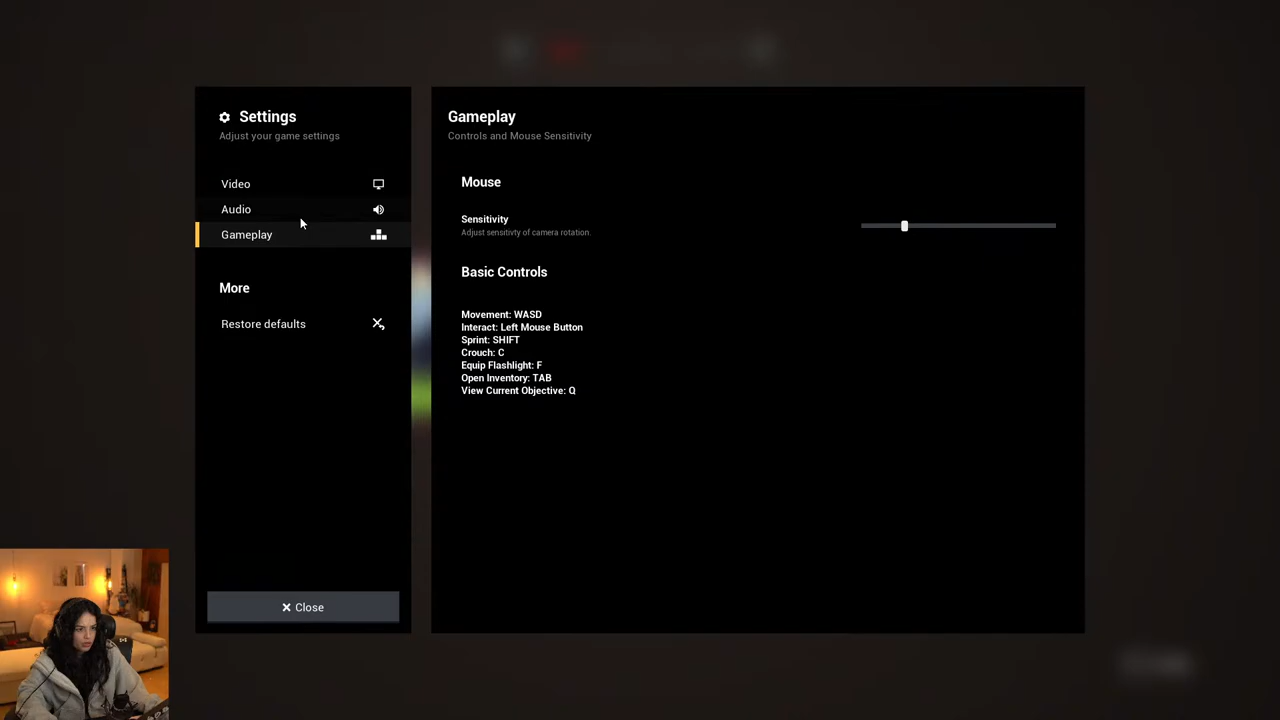 Settings
Adjust your game settings
Video
Audio
Gameplay
More
Restore defaults
Close
Gameplay
Controls and Mouse Sensitivity
Mouse
Sensitivity
Adjust sensitivty of camera rotation.
Basic Controls
Movement: WASD
Interact: Left Mouse Button
Sprint: SHIFT
Crouch: C
Equip Flashlight: F
Open Inventory: TAB
View Current Objective: Q